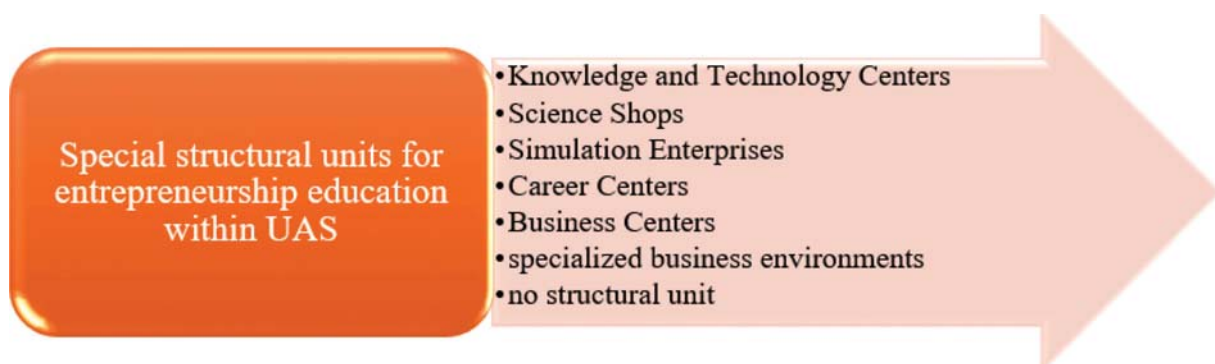 Special structural units for
entrepreneurship education
within UAS
•Knowledge and Technology Centers
•Science Shops
•Simulation Enterprises
•Career Centers
•Business Centers
•specialized business environments
•no structural unit